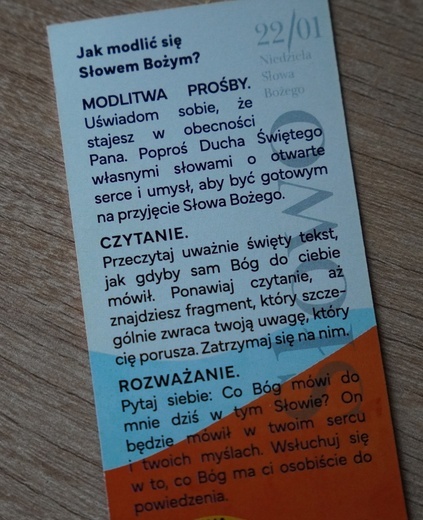 Jak modlić się
Słowem Bożym?
22/01
Niedziela
Słowa
Bożego
MODLITWA PROŚBY.
Uświadom sobie, że
stajesz w obecności
Pana. Poproś Ducha Świętego
własnymi słowami o otwarte
serce i umysł, aby być gotowym
na przyjęcie Słowa Bożego.
CZYTANIE.
Przeczytaj uważnie święty tekst,
jak gdyby sam Bóg do ciebie
mówił. Ponawiaj czytanie, aż
znajdziesz fragment, który szcze-
gólnie zwraca twoją uwagę, który
cię porusza. Zatrzymaj się na nim.
ROZWAŻANIE.
Pytaj siebie: Co Bóg mówi do
mnie dziś w tym Słowie? On
będzie mówił w twoim sercu
i twoich myślach. Wsłuchuj się
w to, co Bóg ma ci osobiście do
powiedzenia.
Słowo